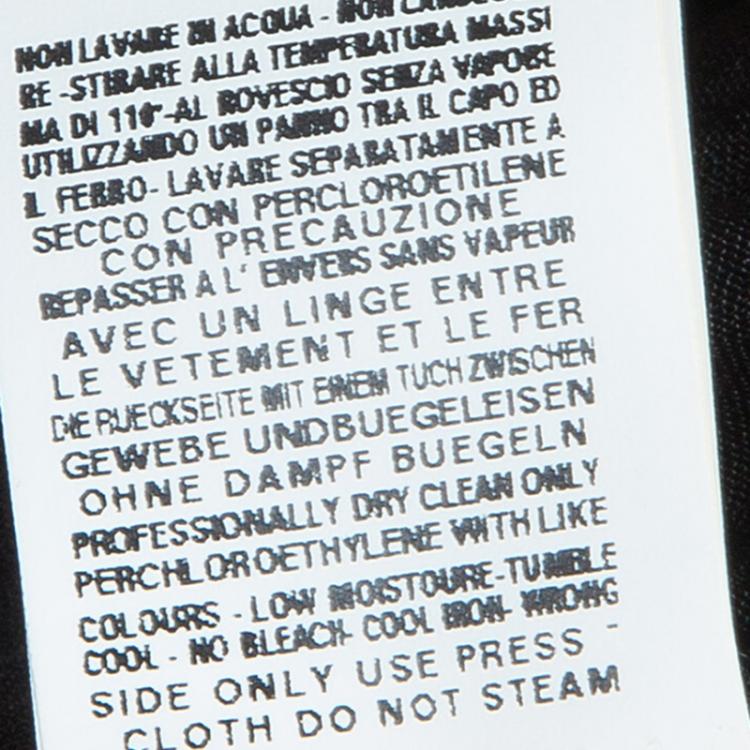 NON LAVARE IN ACQUA - NON CANDEG
RE -STIRARE ALLA TEMPERATURA MASSI
MA DI 110°-AL ROVESCIO SENZA VAPORE
UTILIZZANDO UN PANNO TRA IL CAPO ED
IL FERRO- LAVARE SEPARATAMENTE A
SECCO CON PERCLOROETILENE
CON PRECAUZIONE
REPASSER A L' ENVERS SANS VAPEUR
AVEC UN LINGE ENTRE
LE VETEMENT ET LE FER
DIE RUECKSEITE MIT EINEM TUCH ZWISCHEN
GEWEBE UNDBUEGELEISEN
OHNE DAMPF BUEGELN
PROFESSIONALLY DRY CLEAN ONLY
PERCHLOROETHYLENE WITH LIKE
COLOURS - LOW MOISTOURE-TUMBLE
COOL - NO BLEACH- COOL IRON- WRONG
SIDE ONLY USE PRESS -
CLOTH DO NOT STEAM